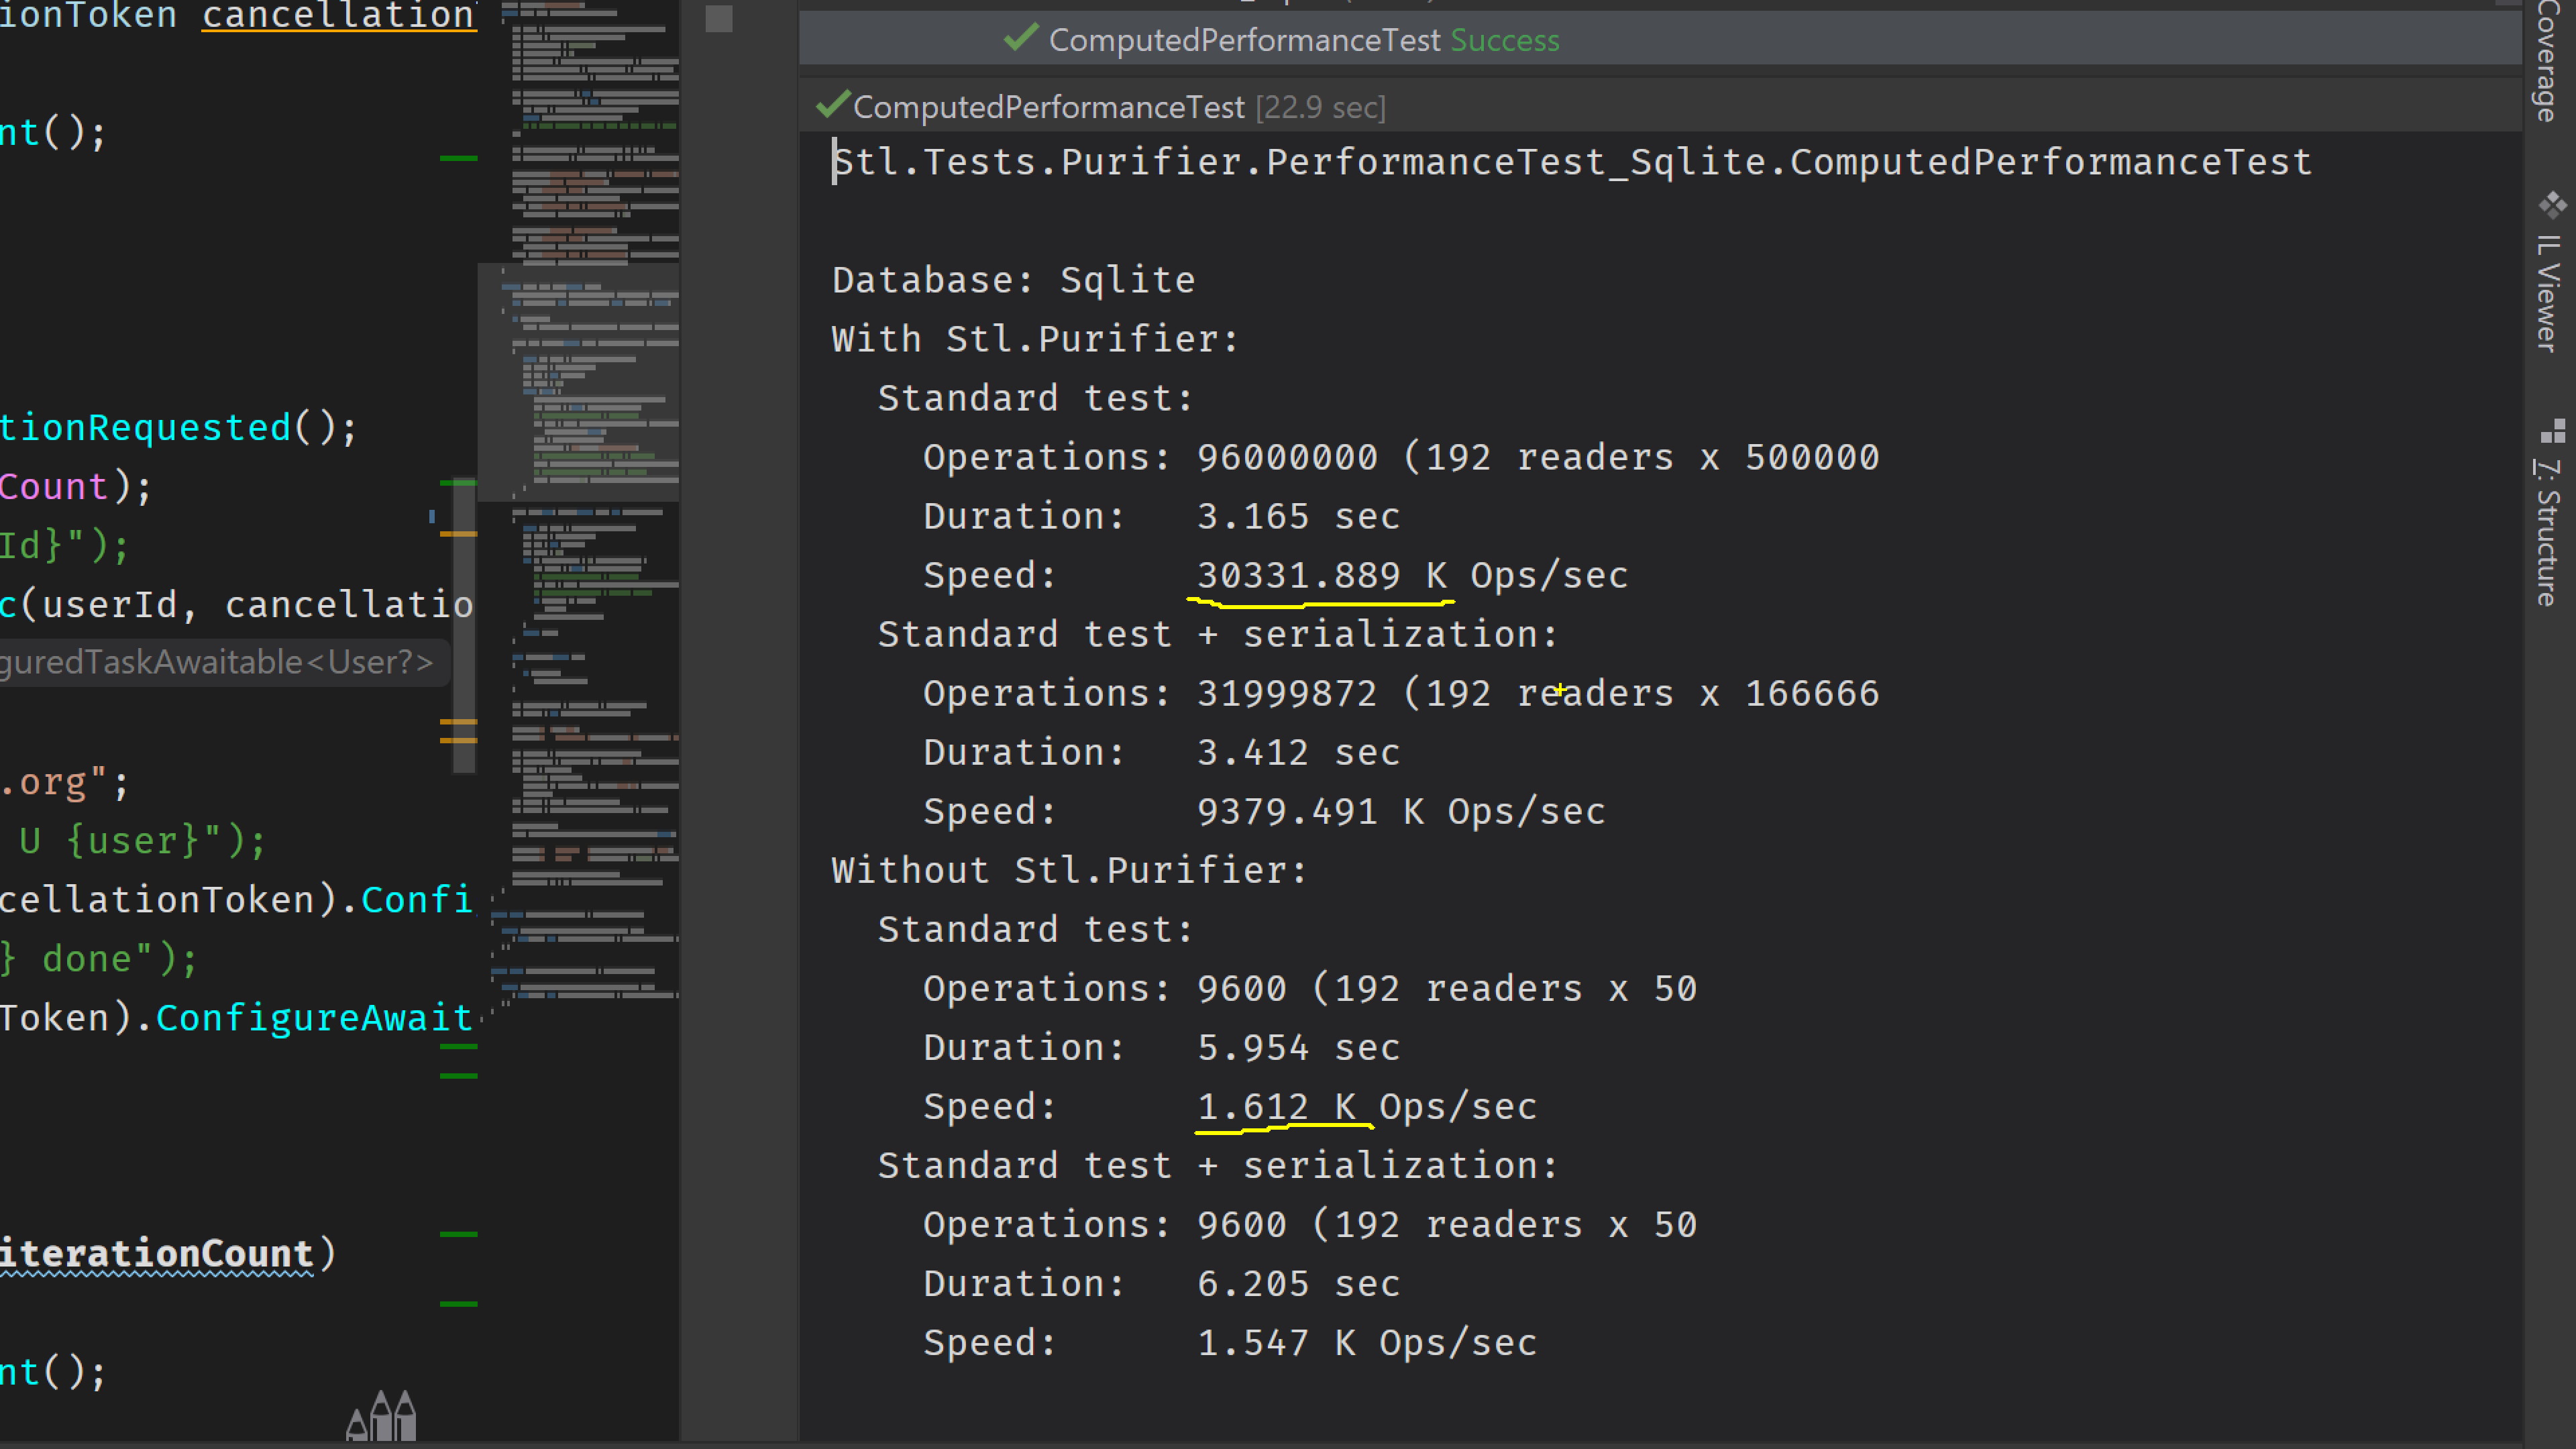 ionToken cancellation
nt();
tionRequested();
Count);
Id}");
c(userId, cancellatio
guredTaskAwaitable<User?>
.org";
U {user}");
cellationToken).Confi
} done");
Token).ConfigureAwait
iterationCount)
nt();
ComputedPerformanceTest Success
ComputedPerformanceTest [22.9 sec]
Stl.Tests.Purifier.PerformanceTest_Sqlite.ComputedPerformanceTest
Database: Sqlite
With Stl.Purifier:
Standard test:
Operations: 96000000 (192 readers x 500000
Duration: 3.165 sec
Speed: 30331.889 K Ops/sec
Standard test + serialization:
Operations: 31999872 (192 readers x 166666
Duration: 3.412 sec
Speed: 9379.491 K Ops/sec
Without Stl.Purifier:
Standard test:
Operations: 9600 (192 readers x 50
Duration: 5.954 sec
Speed: 1.612 K Ops/sec
Standard test + serialization:
Operations: 9600 (192 readers x 50
Duration: 6.205 sec
Speed: 1.547 K Ops/sec
Coverage
IL Viewer
7: Structure